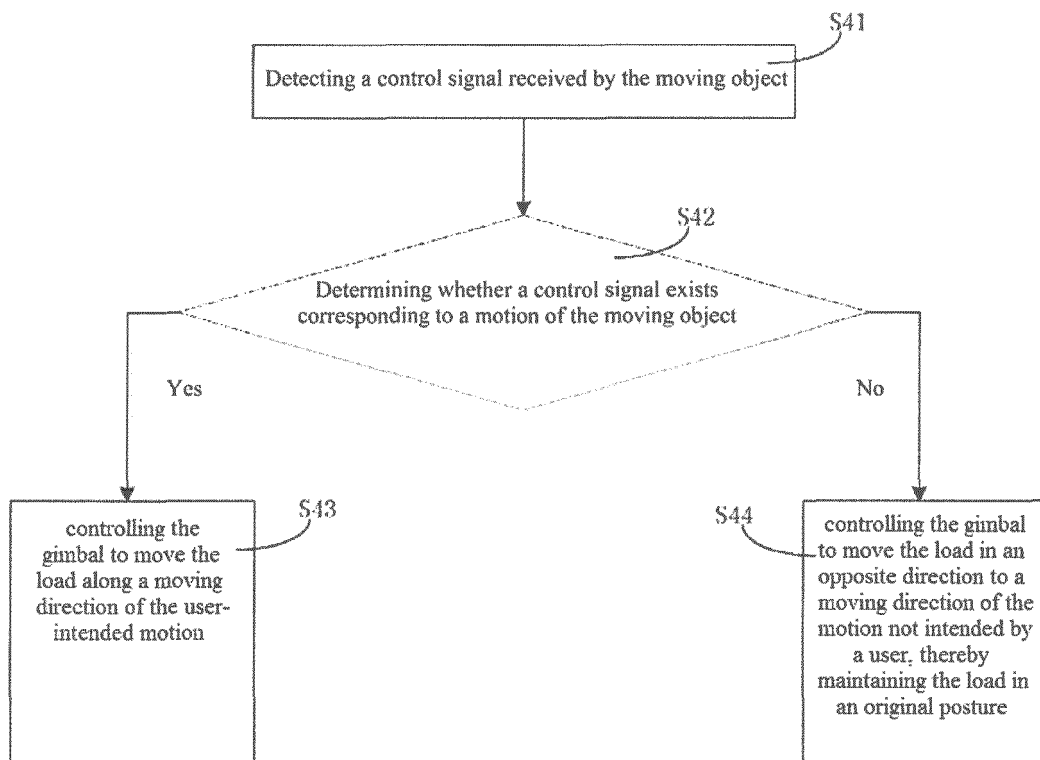 S41
Detecting a control signal received by the moving object
S42
Determining whether a control signal exists
corresponding to a motion of the moving object
Yes
No
S43
controlling the
gimbal to move the
load along a moving
direction of the user-
intended motion
S44
controlling the gimbal
to move the load in an
opposite direction to a
moving direction of the
motion not intended by
a user, thereby
maintaining the load in
an original posture